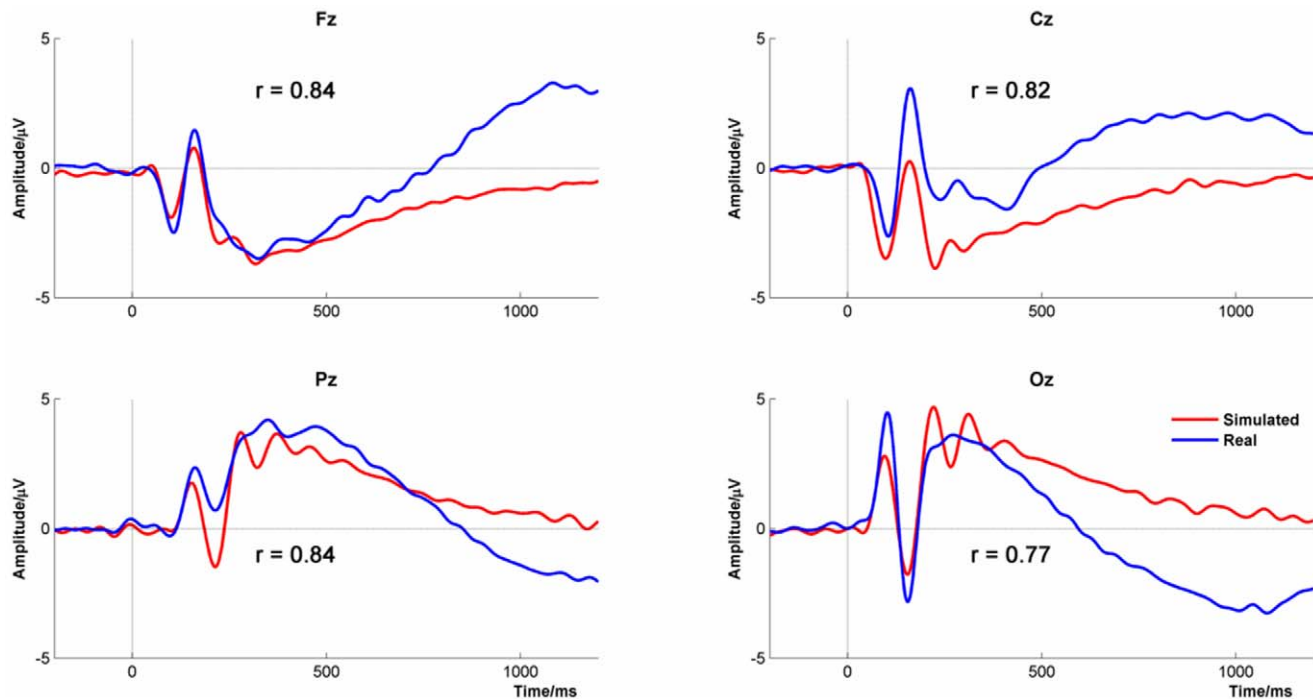 Fz
5
r = 0.84
Amplitude/μV
0
-5
0
500
1000
Cz
5
r = 0.82
Amplitude/μV
0
-5
0
500
1000
Pz
5
Amplitude/μV
0
r = 0.84
-5
0
500
1000
Time/ms
Oz
5
Simulated
Real
Amplitude/μV
0
r = 0.77
-5
0
500
1000
Time/ms